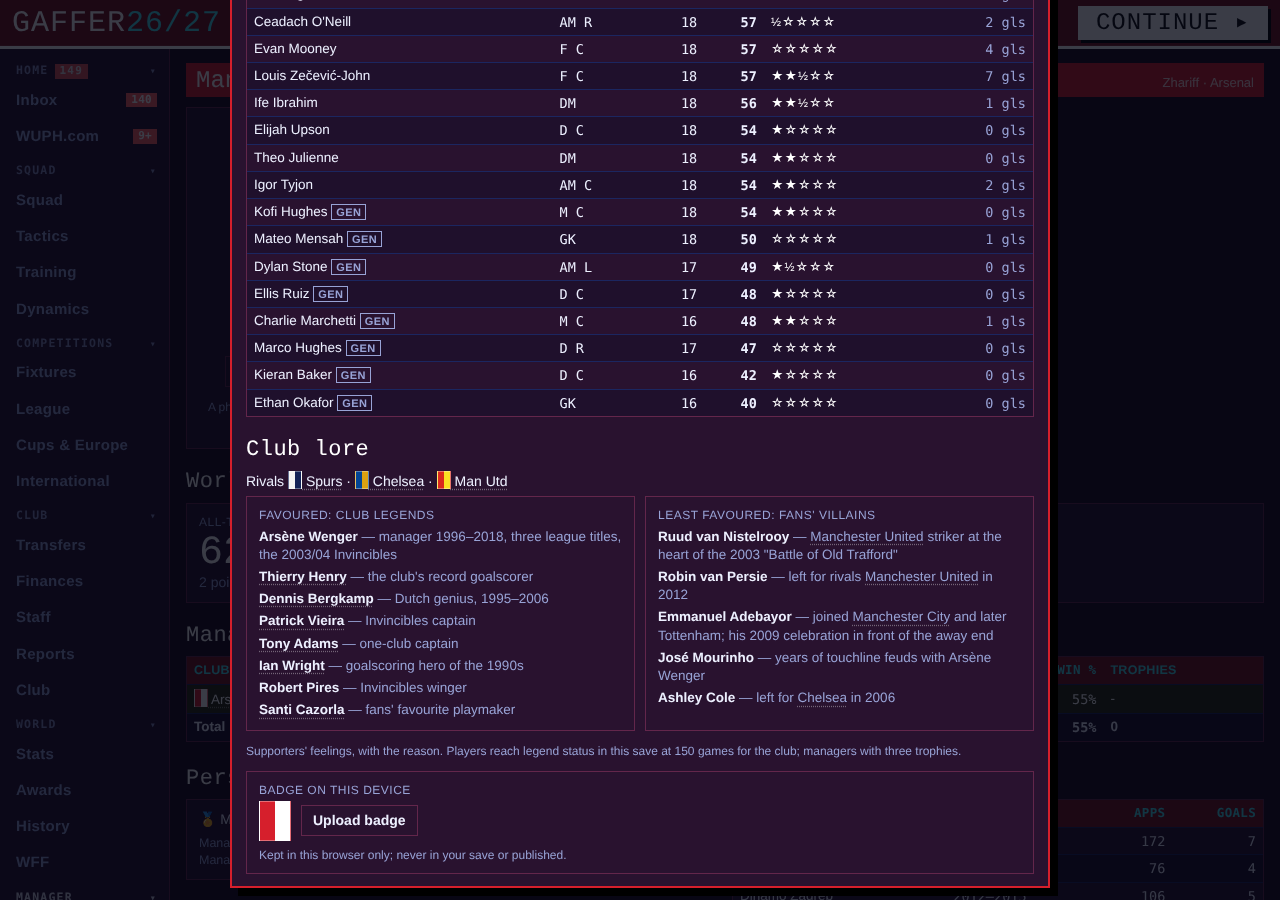 GAFFER26/27
CONTINUE ▸
HOME 149
Inbox 140
WUPH.com 9+
SQUAD
Squad
Tactics
Training
Dynamics
COMPETITIONS
Fixtures
League
Cups & Europe
International
CLUB
Transfers
Finances
Staff
Reports
Club
WORLD
Stats
Awards
History
WFF
MANAGER
Zhariff · Arsenal
Ceadach O'Neill AM R 18 57 ½☆☆☆☆ 2 gls
Evan Mooney F C 18 57 ☆☆☆☆☆ 4 gls
Louis Zečević-John F C 18 57 ★★½☆☆ 7 gls
Ife Ibrahim DM 18 56 ★★½☆☆ 1 gls
Elijah Upson D C 18 54 ★☆☆☆☆ 0 gls
Theo Julienne DM 18 54 ★★☆☆☆ 0 gls
Igor Tyjon AM C 18 54 ★★☆☆☆ 2 gls
Kofi Hughes GEN M C 18 54 ★★☆☆☆ 0 gls
Mateo Mensah GEN GK 18 50 ☆☆☆☆☆ 1 gls
Dylan Stone GEN AM L 17 49 ★½☆☆☆ 0 gls
Ellis Ruiz GEN D C 17 48 ★☆☆☆☆ 0 gls
Charlie Marchetti GEN M C 16 48 ★★☆☆☆ 1 gls
Marco Hughes GEN D R 17 47 ☆☆☆☆☆ 0 gls
Kieran Baker GEN D C 16 42 ★☆☆☆☆ 0 gls
Ethan Okafor GEN GK 16 40 ☆☆☆☆☆ 0 gls
Club lore
Rivals Spurs · Chelsea · Man Utd
FAVOURED: CLUB LEGENDS
Arsène Wenger — manager 1996–2018, three league titles,
the 2003/04 Invincibles
Thierry Henry — the club's record goalscorer
Dennis Bergkamp — Dutch genius, 1995–2006
Patrick Vieira — Invincibles captain
Tony Adams — one-club captain
Ian Wright — goalscoring hero of the 1990s
Robert Pires — Invincibles winger
Santi Cazorla — fans' favourite playmaker
LEAST FAVOURED: FANS' VILLAINS
Ruud van Nistelrooy — Manchester United striker at the
heart of the 2003 "Battle of Old Trafford"
Robin van Persie — left for rivals Manchester United in
2012
Emmanuel Adebayor — joined Manchester City and later
Tottenham; his 2009 celebration in front of the away end
José Mourinho — years of touchline feuds with Arsène
Wenger
Ashley Cole — left for Chelsea in 2006
Supporters' feelings, with the reason. Players reach legend status in this save at 150 games for the club; managers with three trophies.
BADGE ON THIS DEVICE
Upload badge
Kept in this browser only; never in your save or published.
CLUB
WIN % TROPHIES
55% -
Total 55% 0
APPS GOALS
172 7
76 4
106 5